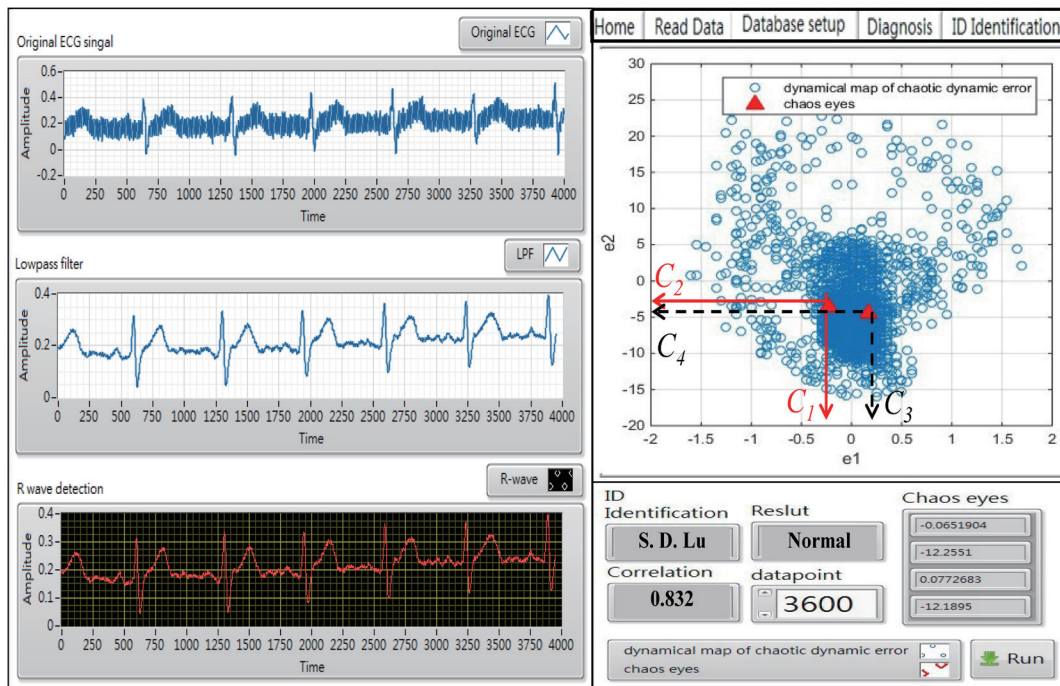 Original ECG singal
Original ECG
Amplitude
0.6
0.4
0.2
0
-0.2
0 250 500 750 1000 1250 1500 1750 2000 2250 2500 2750 3000 3250 3500 3750 4000
Time
Lowpass filter
LPF
Amplitude
0.4
0.2
0
0 250 500 750 1000 1250 1500 1750 2000 2250 2500 2750 3000 3250 3500 3750 4000
Time
R wave detection
R-wave
Amplitude
0.4
0.3
0.2
0.1
0
0 250 500 750 1000 1250 1500 1750 2000 2250 2500 2750 3000 3250 3500 3750 4000
Time
Home Read Data Database setup Diagnosis ID Identification
dynamical map of chaotic dynamic error
chaos eyes
e2
30
25
20
15
10
5
0
-5
-10
-15
-20
C2
C4
C1
C3
-2 -1.5 -1 -0.5 0 0.5 1 1.5 2
e1
ID
Identification
S. D. Lu
Reslut
Normal
Correlation
0.832
datapoint
3600
Chaos eyes
-0.0651904
-12.2551
0.0772683
-12.1895
dynamical map of chaotic dynamic error
chaos eyes
Run